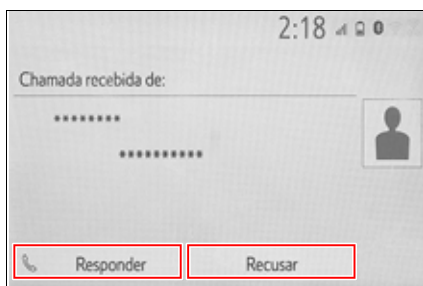 2:18
Chamada recebida de:
********
**********
Responder
Recusar